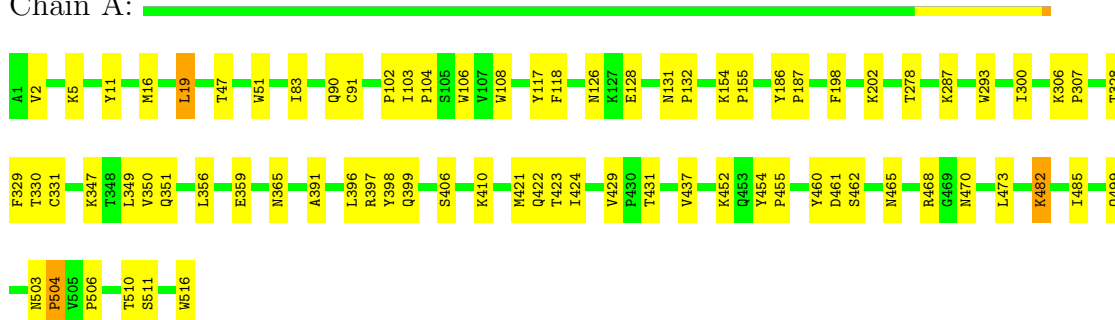 Chain A:
A1 V2 K5 Y11 M16 L19 T47 W51 I83 Q90 C91 P102 I103 P104 S105 W106 V107 W108 Y117 F118 N126 K127 E128 N131 P132 K154 P155 Y186 P187 F198 K202 T278 K287 W293 I300 K306 P307 T328
F329 T330 C331 K347 T348 L349 V350 Q351 L356 E359 N365 A391 L396 R397 Y398 Q399 S406 K410 M421 Q422 T423 I424 V429 P430 T431 V437 K452 Q453 Y454 P455 Y460 D461 S462 N465 R468 G469 N470 L473 K482 I485
N503 P504 V505 P506 T510 S511 W516